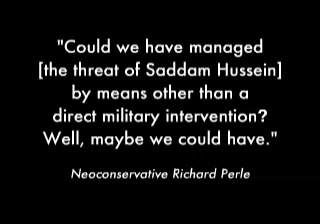 "Could we have managed
[the threat of Saddam Hussein]
by means other than a
direct military intervention?
Well, maybe we could have."
Neoconservative Richard Perle